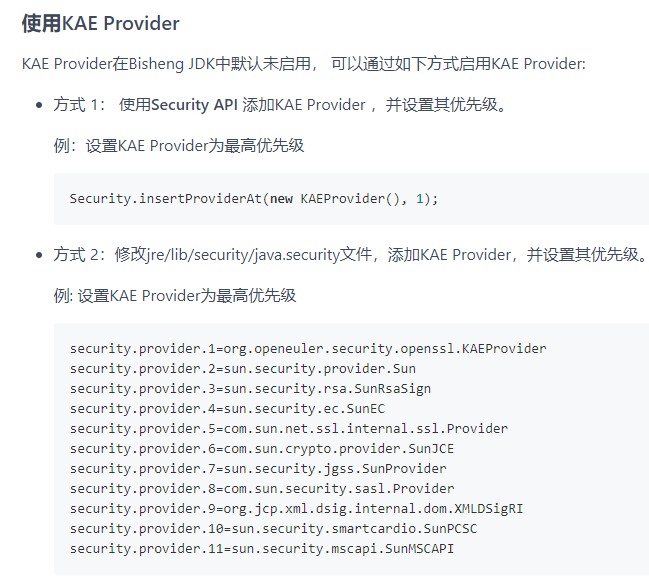 使用KAE Provider
KAE Provider在Bisheng JDK中默认未启用， 可以通过如下方式启用KAE Provider:
方式 1： 使用Security API 添加KAE Provider ，并设置其优先级。
例：设置KAE Provider为最高优先级
Security.insertProviderAt(new KAEProvider(), 1);
方式 2：修改jre/lib/security/java.security文件，添加KAE Provider，并设置其优先级。
例: 设置KAE Provider为最高优先级
security.provider.1=org.openeuler.security.openssl.KAEProvider
security.provider.2=sun.security.provider.Sun
security.provider.3=sun.security.rsa.SunRsaSign
security.provider.4=sun.security.ec.SunEC
security.provider.5=com.sun.net.ssl.internal.ssl.Provider
security.provider.6=com.sun.crypto.provider.SunJCE
security.provider.7=sun.security.jgss.SunProvider
security.provider.8=com.sun.security.sasl.Provider
security.provider.9=org.jcp.xml.dsig.internal.dom.XMLDSigRI
security.provider.10=sun.security.smartcardio.SunPCSC
security.provider.11=sun.security.mscapi.SunMSCAPI